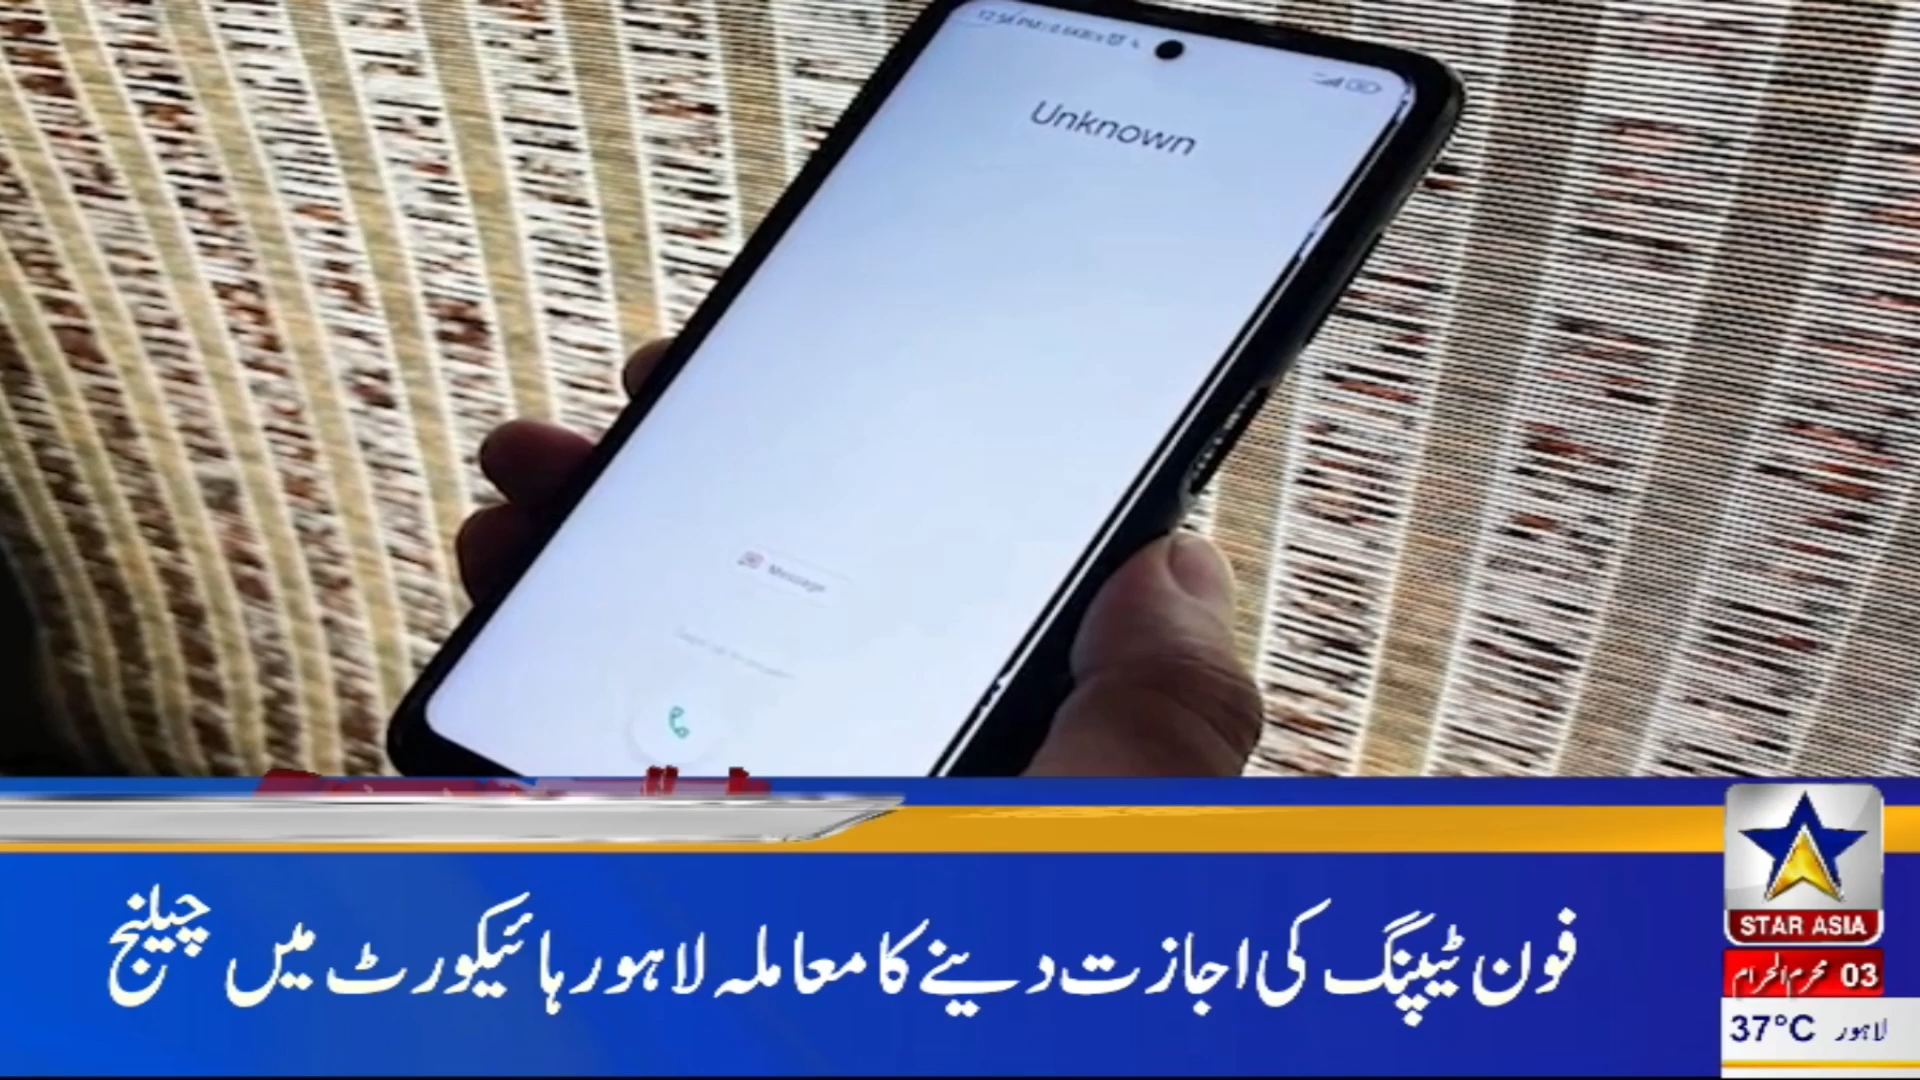 Unknown
Message
فون ٹیپنگ کی اجازت دینے کا معاملہ لاہور ہائیکورٹ میں چیلنج
STAR ASIA
03 محرم الحرام
37°C لاہور